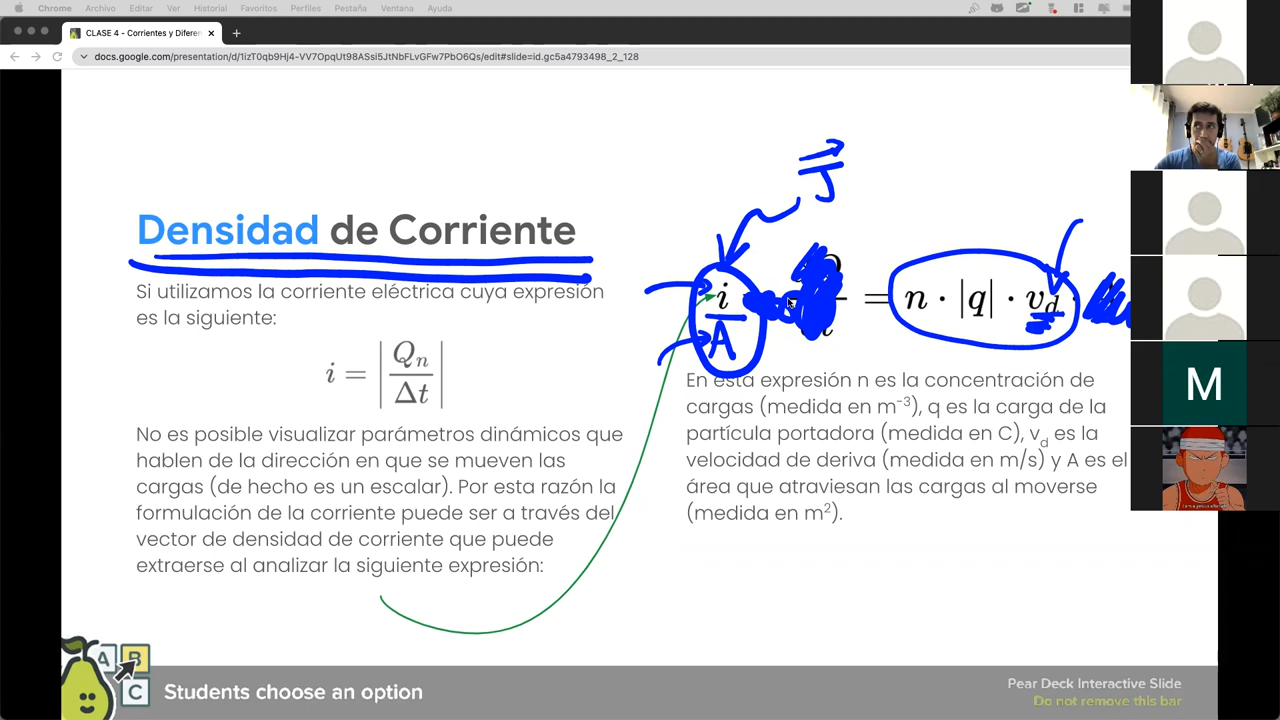 Chrome Archivo Editar Ver Historial Favoritos Perfiles Pestaña Ventana Ayuda
CLASE 4 - Corrientes y Diferen
docs.google.com/presentation/d/1izT0qb9Hj4-VV7OpqUt98ASsi5JtNbFLvGFw7PbO6Qs/edit#slide=id.gc5a4793498_2_128
Densidad de Corriente
Si utilizamos la corriente eléctrica cuya expresión
es la siguiente:
i = |Qₙ/Δt|
No es posible visualizar parámetros dinámicos que
hablen de la dirección en que se mueven las
cargas (de hecho es un escalar). Por esta razón la
formulación de la corriente puede ser a través del
vector de densidad de corriente que puede
extraerse al analizar la siguiente expresión:
J
i/A = n · |q| · v_d ·
En esta expresión n es la concentración de
cargas (medida en m⁻³), q es la carga de la
partícula portadora (medida en C), v_d es la
velocidad de deriva (medida en m/s) y A es el
área que atraviesan las cargas al moverse
(medida en m²).
M
A B
C
Students choose an option
Pear Deck Interactive Slide
Do not remove this bar